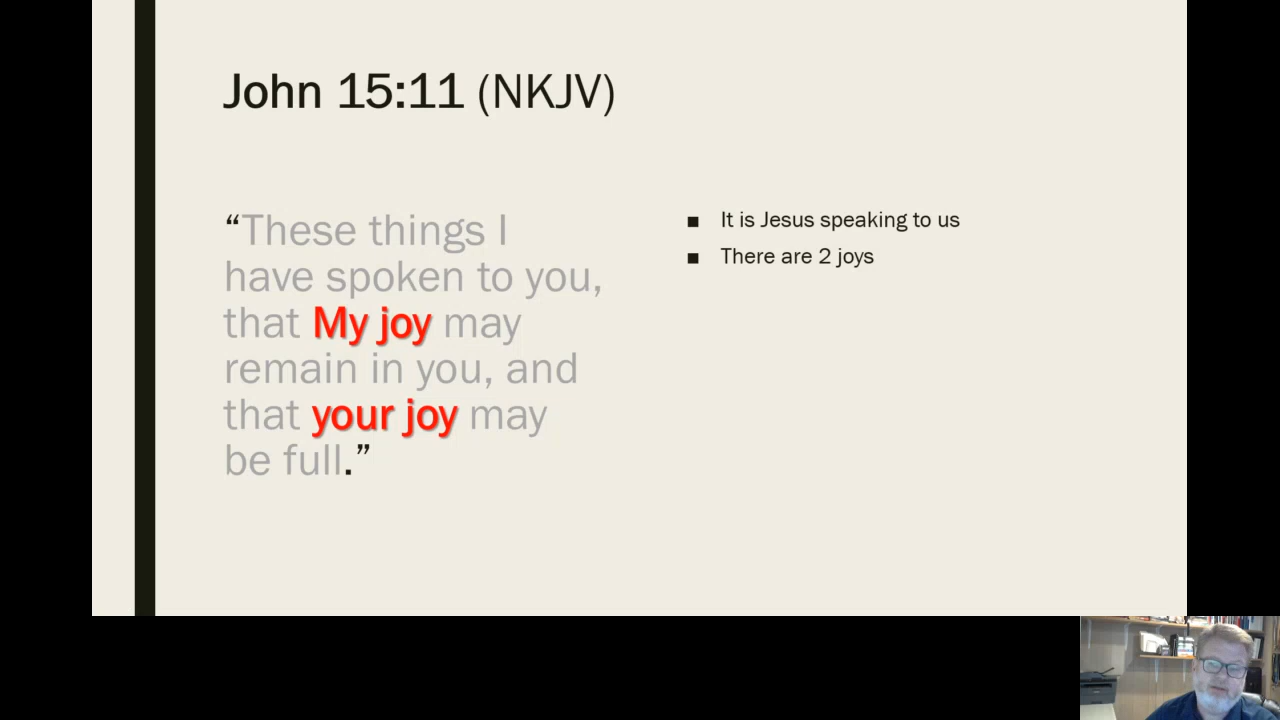 John 15:11 (NKJV)
“These things I
have spoken to you,
that My joy may
remain in you, and
that your joy may
be full.”
■ It is Jesus speaking to us
■ There are 2 joys